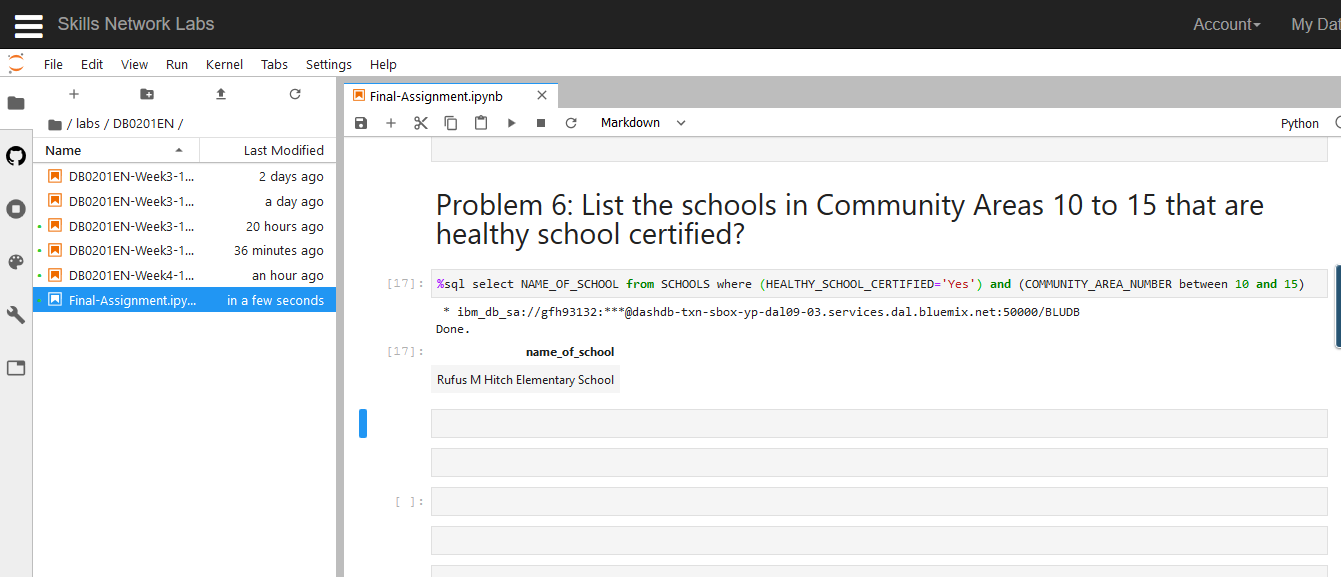 Skills Network Labs
Account
My Dat
File Edit View Run Kernel Tabs Settings Help
/ labs / DB0201EN /
Name Last Modified
DB0201EN-Week3-1... 2 days ago
DB0201EN-Week3-1... a day ago
DB0201EN-Week3-1... 20 hours ago
DB0201EN-Week3-1... 36 minutes ago
DB0201EN-Week4-1... an hour ago
Final-Assignment.ipy... in a few seconds
Final-Assignment.ipynb
Markdown
Python
Problem 6: List the schools in Community Areas 10 to 15 that are
healthy school certified?
[17]: %sql select NAME_OF_SCHOOL from SCHOOLS where (HEALTHY_SCHOOL_CERTIFIED='Yes') and (COMMUNITY_AREA_NUMBER between 10 and 15)
* ibm_db_sa://gfh93132:***@dashdb-txn-sbox-yp-dal09-03.services.dal.bluemix.net:50000/BLUDB
Done.
[17]: name_of_school
Rufus M Hitch Elementary School
[ ]: